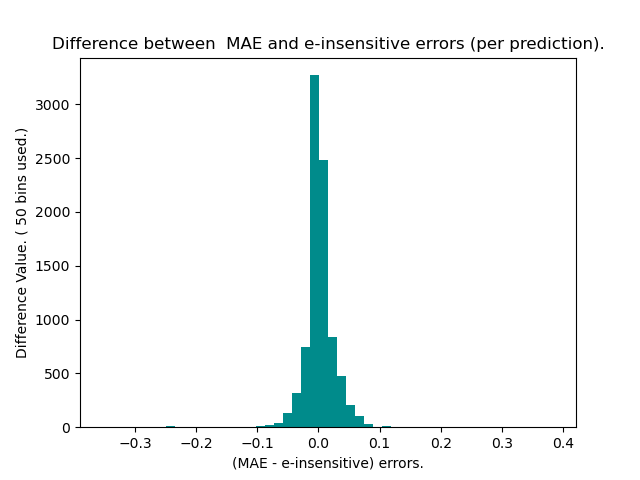 Difference between  MAE and e-insensitive errors (per prediction).
3000
2500
2000
1500
1000
500
0
Difference Value. ( 50 bins used.)
−0.3 −0.2 −0.1 0.0 0.1 0.2 0.3 0.4
(MAE - e-insensitive) errors.